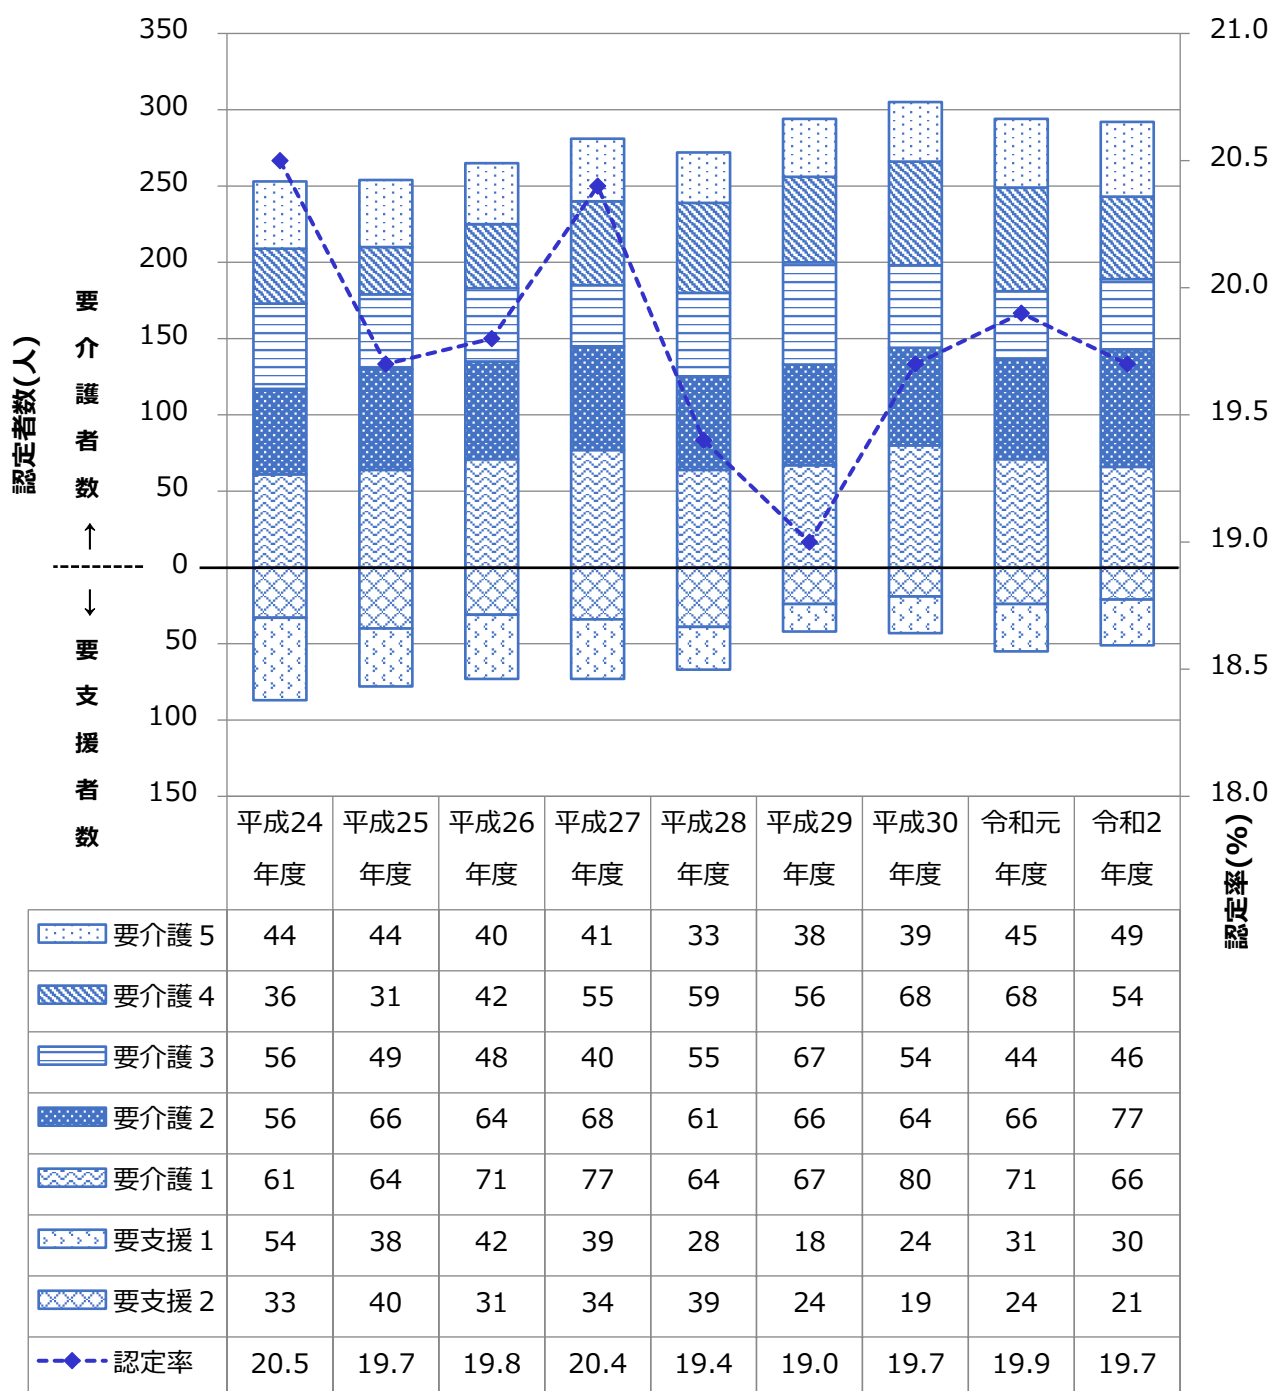 350
300
250
200
150
100
50
0
50
100
150
21.0
20.5
20.0
19.5
19.0
18.5
18.0
認定者数(人)
要介護者数→
←要支援者数
認定率(%)
平成24年度 平成25年度 平成26年度 平成27年度 平成28年度 平成29年度 平成30年度 令和元年度 令和2年度
要介護５ 44 44 40 41 33 38 39 45 49
要介護４ 36 31 42 55 59 56 68 68 54
要介護３ 56 49 48 40 55 67 54 44 46
要介護２ 56 66 64 68 61 66 64 66 77
要介護１ 61 64 71 77 64 67 80 71 66
要支援１ 54 38 42 39 28 18 24 31 30
要支援２ 33 40 31 34 39 24 19 24 21
認定率 20.5 19.7 19.8 20.4 19.4 19.0 19.7 19.9 19.7